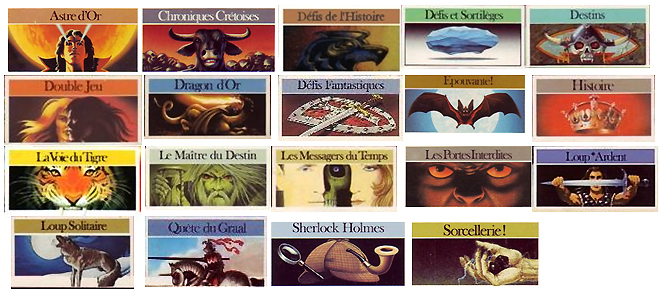 Astre d'Or
Chroniques Crétoises
Défis de l'Histoire
Défis et Sortilèges
Destins
Double Jeu
Dragon d'Or
Défis Fantastiques
Epouvante!
Histoire
La Voie du Tigre
Le Maître du Destin
Les Messagers du Temps
Les Portes Interdites
Loup*Ardent
Loup Solitaire
Quête du Graal
Sherlock Holmes
Sorcellerie!